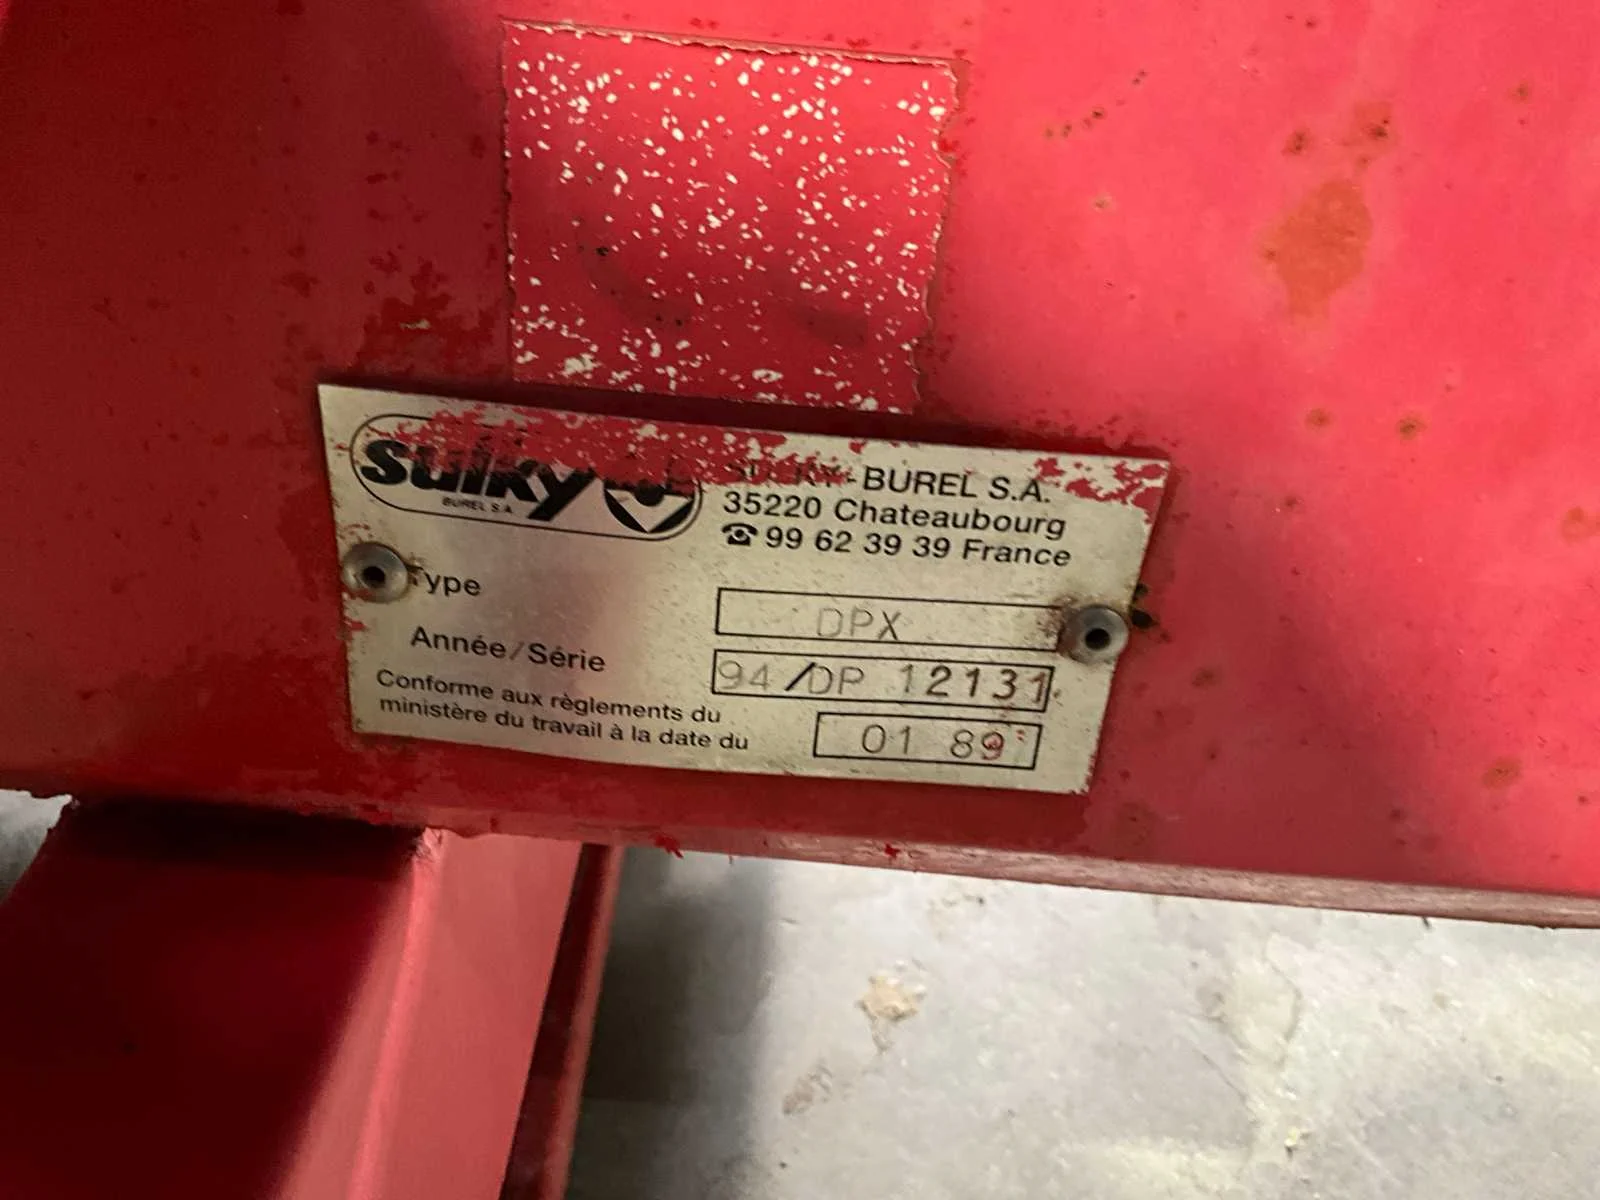 sulky
BUREL S.A.
SULKY-BUREL S.A.
35220 Chateaubourg
☎ 99 62 39 39 France
Type
DPX
Année/Série
94/DP 12131
Conforme aux règlements du
ministère du travail à la date du
01 89